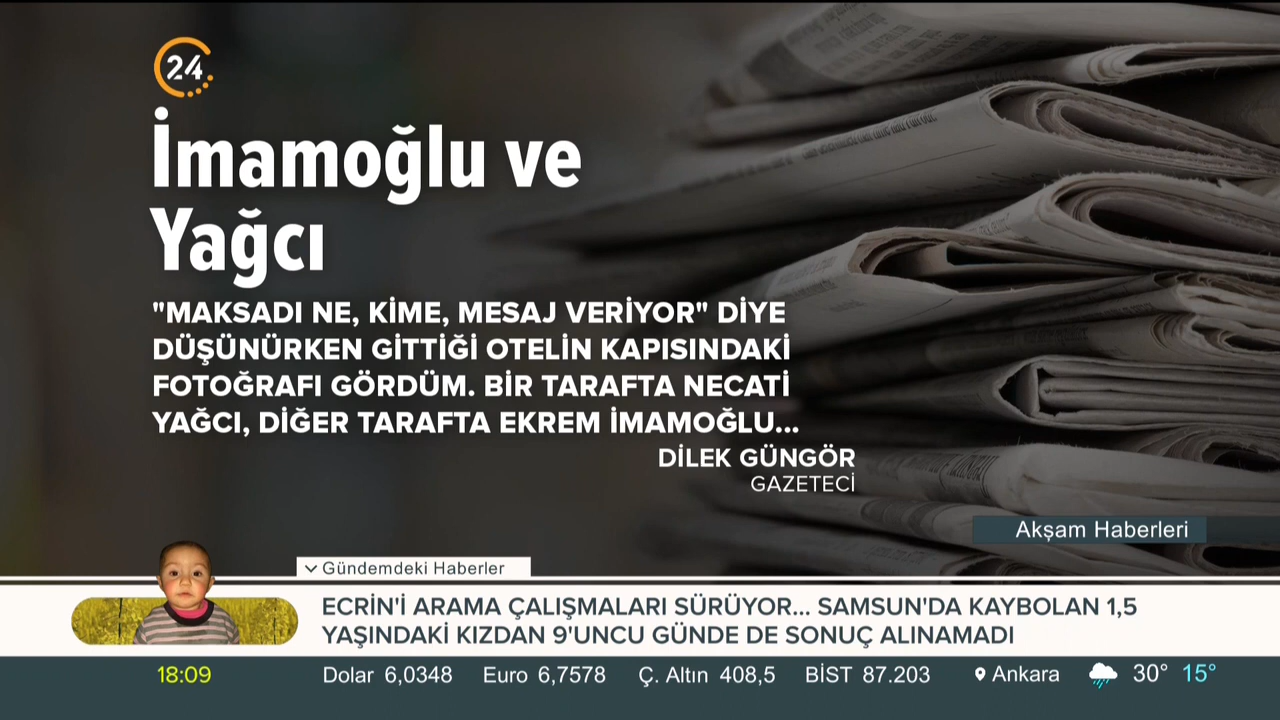 24
İmamoğlu ve
Yağcı
"MAKSADI NE, KİME, MESAJ VERİYOR" DİYE
DÜŞÜNÜRKEN GİTTİĞİ OTELİN KAPISINDAKİ
FOTOĞRAFI GÖRDÜM. BİR TARAFTA NECATİ
YAĞCI, DİĞER TARAFTA EKREM İMAMOĞLU...
DİLEK GÜNGÖR
GAZETECİ
Akşam Haberleri
Gündemdeki Haberler
ECRİN'İ ARAMA ÇALIŞMALARI SÜRÜYOR... SAMSUN'DA KAYBOLAN 1,5
YAŞINDAKİ KIZDAN 9'UNCU GÜNDE DE SONUÇ ALINAMADI
18:09 Dolar 6,0348 Euro 6,7578 Ç. Altın 408,5 BİST 87.203 Ankara 30° 15°